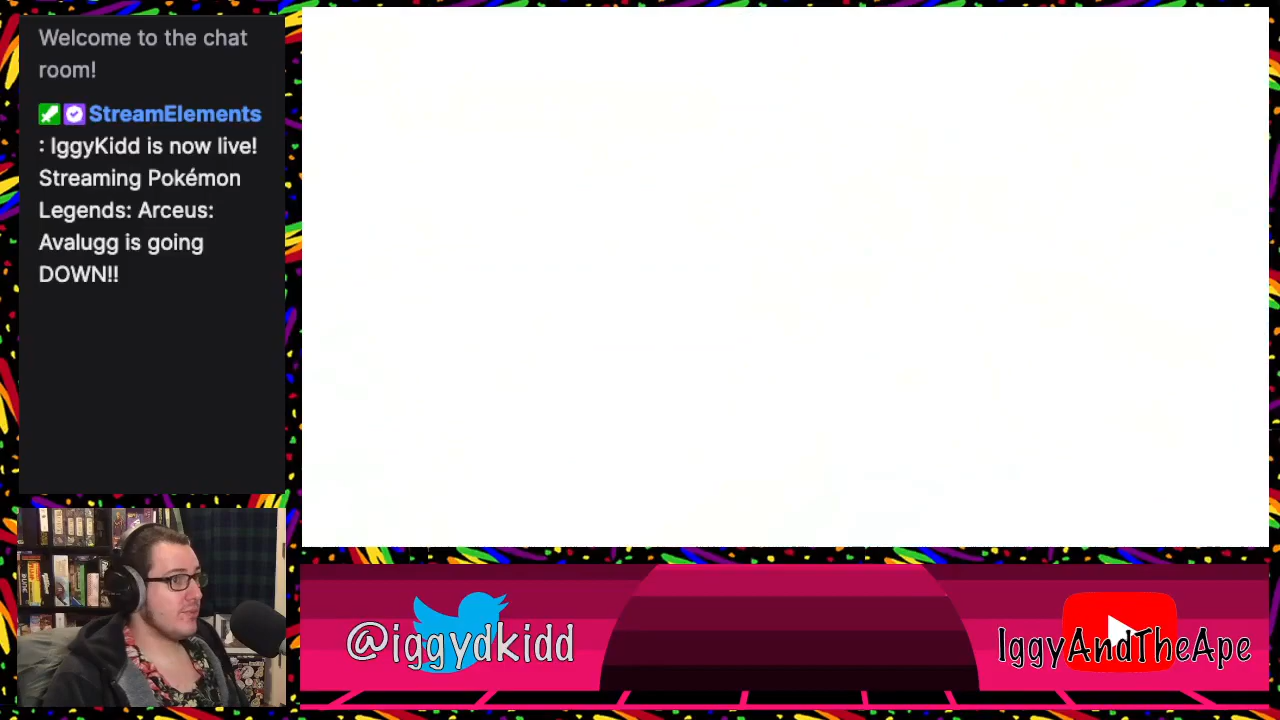 Welcome to the chat
room!
StreamElements
: IggyKidd is now live!
Streaming Pokémon
Legends: Arceus:
Avalugg is going
DOWN!!
@iggydkidd
IggyAndTheApe